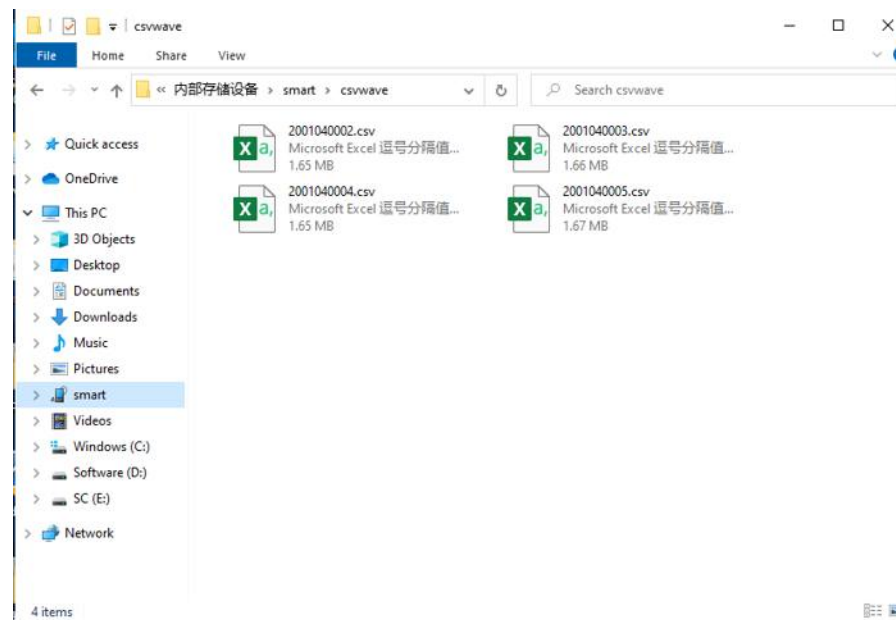 csvwave
File Home Share View
« 内部存储设备 › smart › csvwave
Search csvwave
Quick access
OneDrive
This PC
3D Objects
Desktop
Documents
Downloads
Music
Pictures
smart
Videos
Windows (C:)
Software (D:)
SC (E:)
Network
2001040002.csv
Microsoft Excel 逗号分隔值...
1.65 MB
2001040003.csv
Microsoft Excel 逗号分隔值...
1.66 MB
2001040004.csv
Microsoft Excel 逗号分隔值...
1.65 MB
2001040005.csv
Microsoft Excel 逗号分隔值...
1.67 MB
4 items